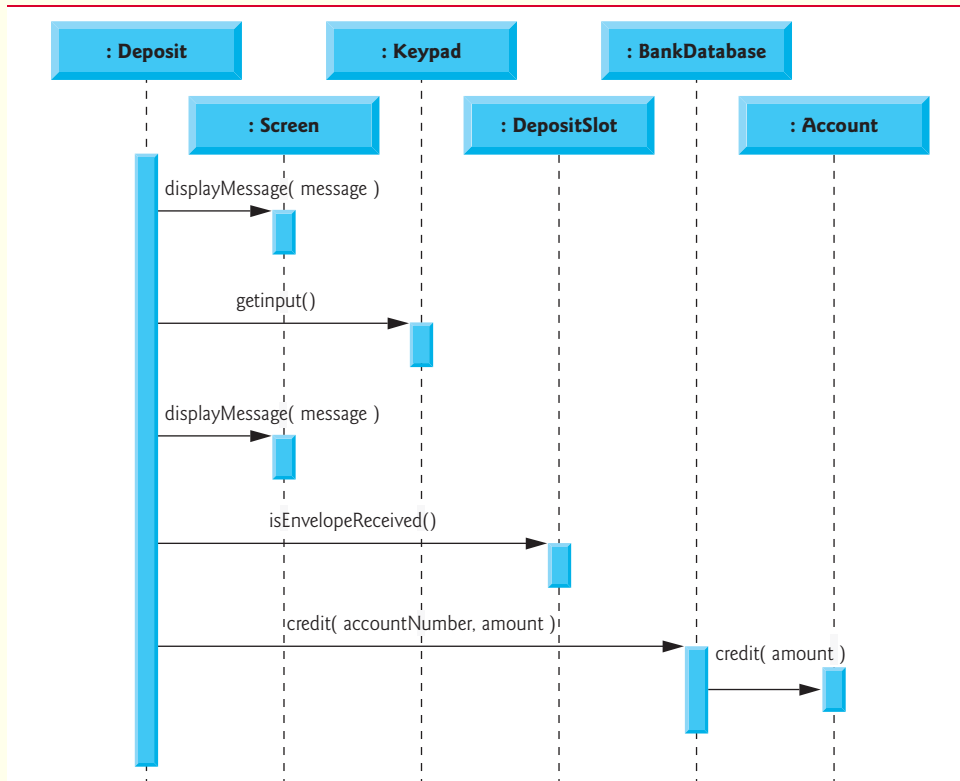 : Deposit
: Keypad
: BankDatabase
: Screen
: DepositSlot
: Account
displayMessage( message )
getinput()
displayMessage( message )
isEnvelopeReceived()
credit( accountNumber, amount )
credit( amount )